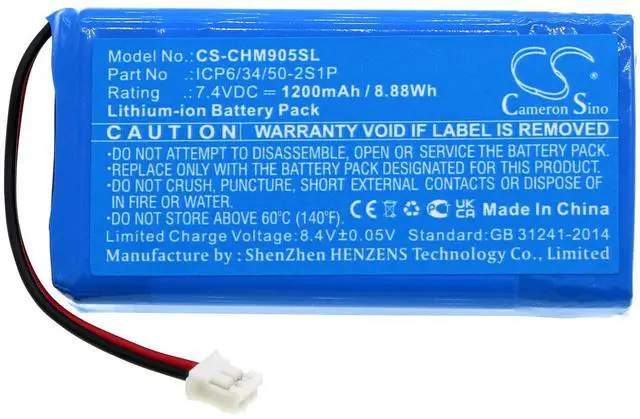 Model No.:CS-CHM905SL
Part No.: ICP6/34/50-2S1P
Rating: 7.4VDC ⎓ 1200mAh / 8.88Wh
Lithium-ion Battery Pack
CS
Cameron Sino
CAUTION WARRANTY VOID IF LABEL IS REMOVED!
•DO NOT ATTEMPT TO DISASSEMBLE, OPEN OR SERVICE THE BATTERY PACK.
•REPLACE ONLY WITH THE BATTERY DESIGNATED FOR THIS PRODUCT.
•DO NOT CRUSH, PUNCTURE, SHORT EXTERNAL CONTACTS OR DISPOSE OF
IN FIRE OR WATER.
•DO NOT STORE ABOVE 60℃ (140℉).
CE UKCA Made In China
Limited Charge Voltage:8.4V±0.05V Standard:GB 31241-2014
Manufacture by: ShenZhen HENZENS Technology Co., Limited